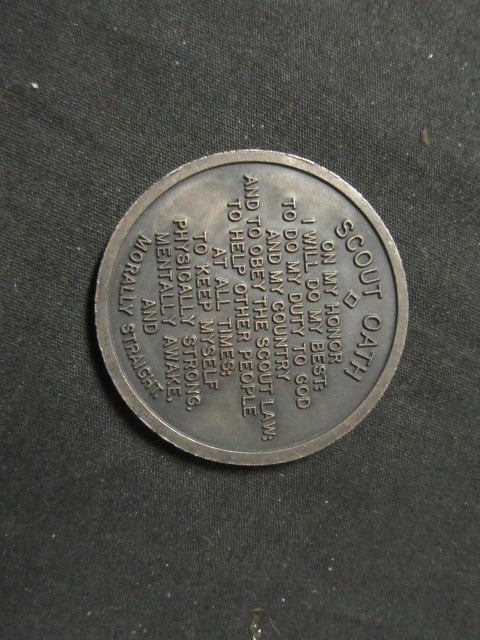 SCOUT OATH
ON MY HONOR
I WILL DO MY BEST:
TO DO MY DUTY TO GOD
AND MY COUNTRY
AND TO OBEY THE SCOUT LAW;
TO HELP OTHER PEOPLE
AT ALL TIMES;
TO KEEP MYSELF
PHYSICALLY STRONG,
MENTALLY AWAKE,
AND
MORALLY STRAIGHT.